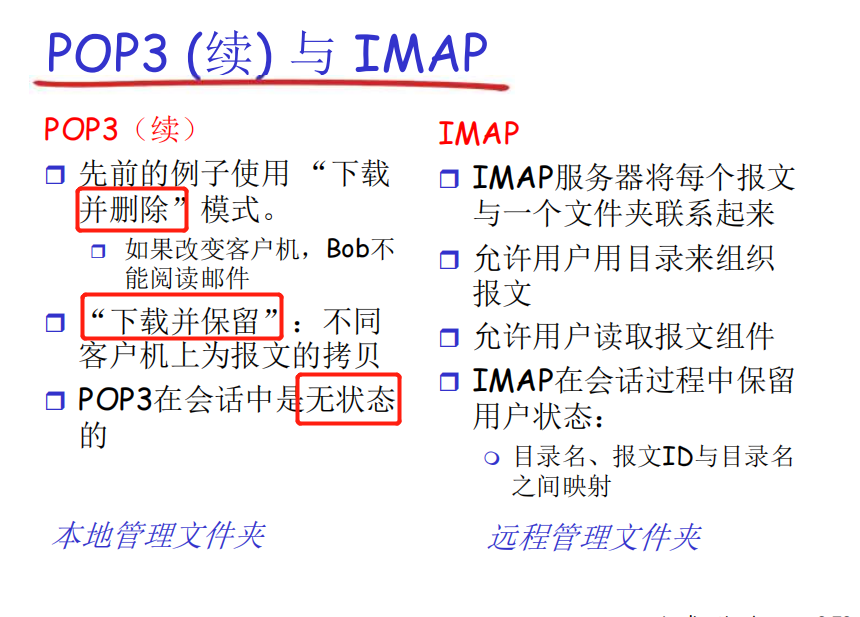 POP3 (续) 与 IMAP
POP3（续）
先前的例子使用 “下载
并删除”模式。
如果改变客户机，Bob不
能阅读邮件
“下载并保留”：不同
客户机上为报文的拷贝
POP3在会话中是无状态
的
本地管理文件夹
IMAP
IMAP服务器将每个报文
与一个文件夹联系起来
允许用户用目录来组织
报文
允许用户读取报文组件
IMAP在会话过程中保留
用户状态：
目录名、报文ID与目录名
之间映射
远程管理文件夹